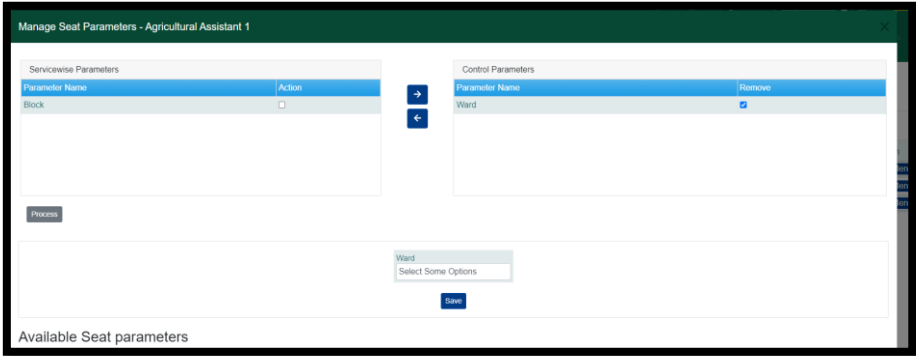 Manage Seat Parameters - Agricultural Assistant 1
Servicewise Parameters
Parameter Name Action
Block
Control Parameters
Parameter Name Remove
Ward
Process
Ward
Select Some Options
Save
Available Seat parameters